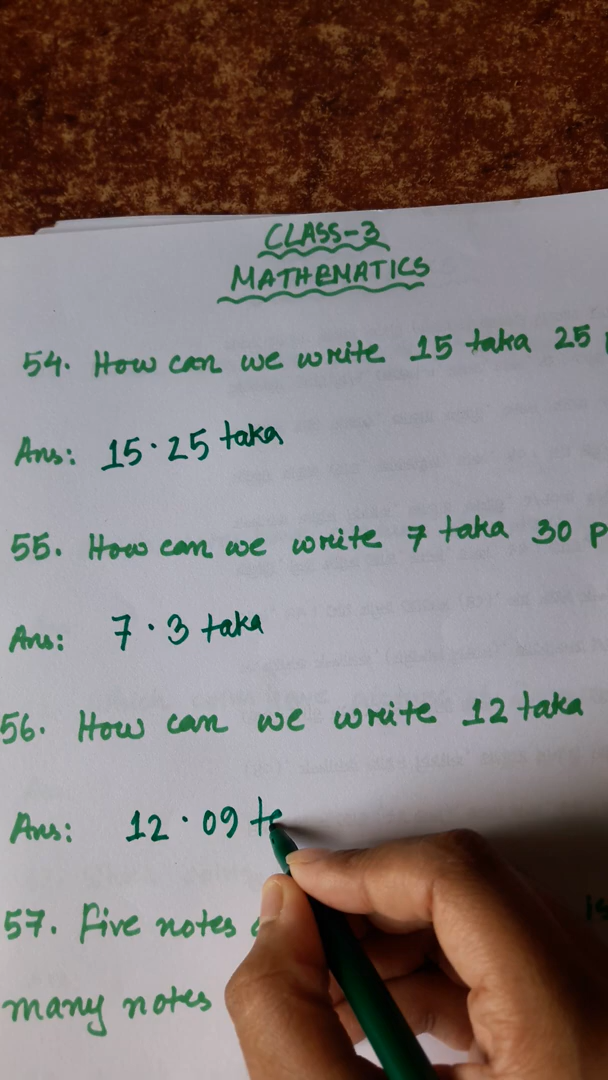 CLASS-3
MATHEMATICS
54. How can we write 15 taka 25
Ans: 15.25 taka
55. How can we write 7 taka 30 p
Ans: 7.3 taka
56. How can we write 12 taka
Ans: 12.09
57. Five notes
many notes